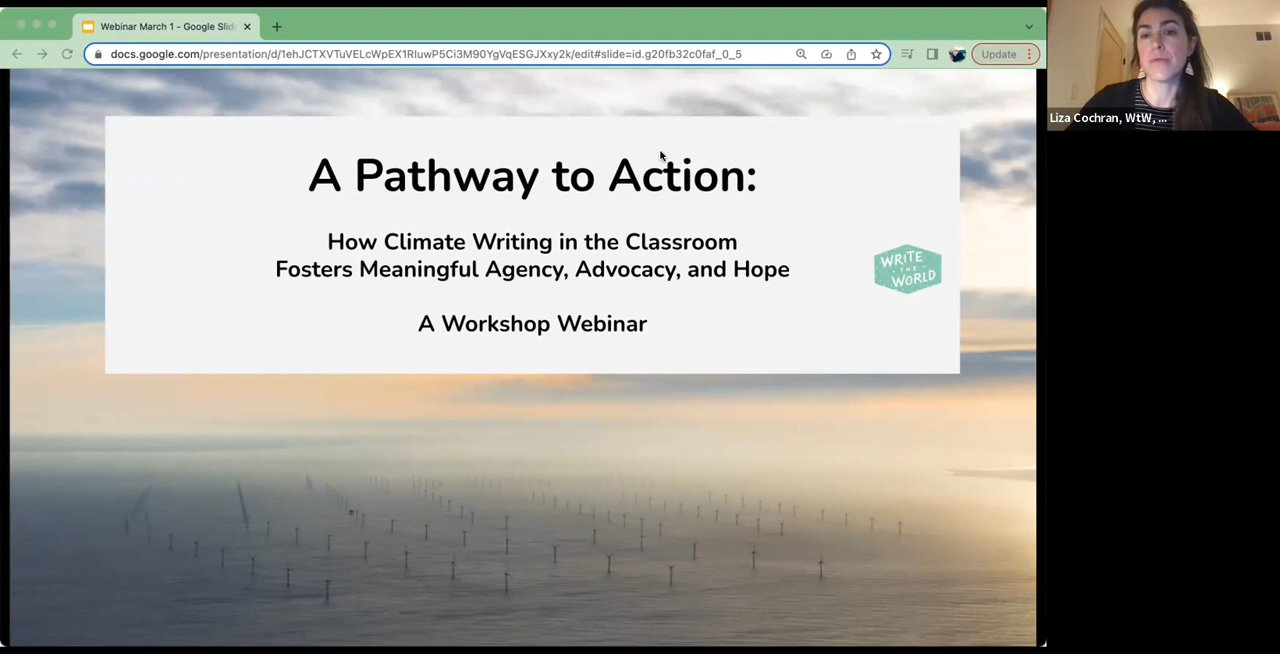 Webinar March 1 - Google Slid
docs.google.com/presentation/d/1ehJCTXVTuVELcWpEX1RluwP5Ci3M90YgVqESGJXxy2k/edit#slide=id.g20fb32c0faf_0_5
Update
Liza Cochran, WtW, ...
A Pathway to Action:
How Climate Writing in the Classroom
Fosters Meaningful Agency, Advocacy, and Hope
WRITE
THE
WORLD
A Workshop Webinar